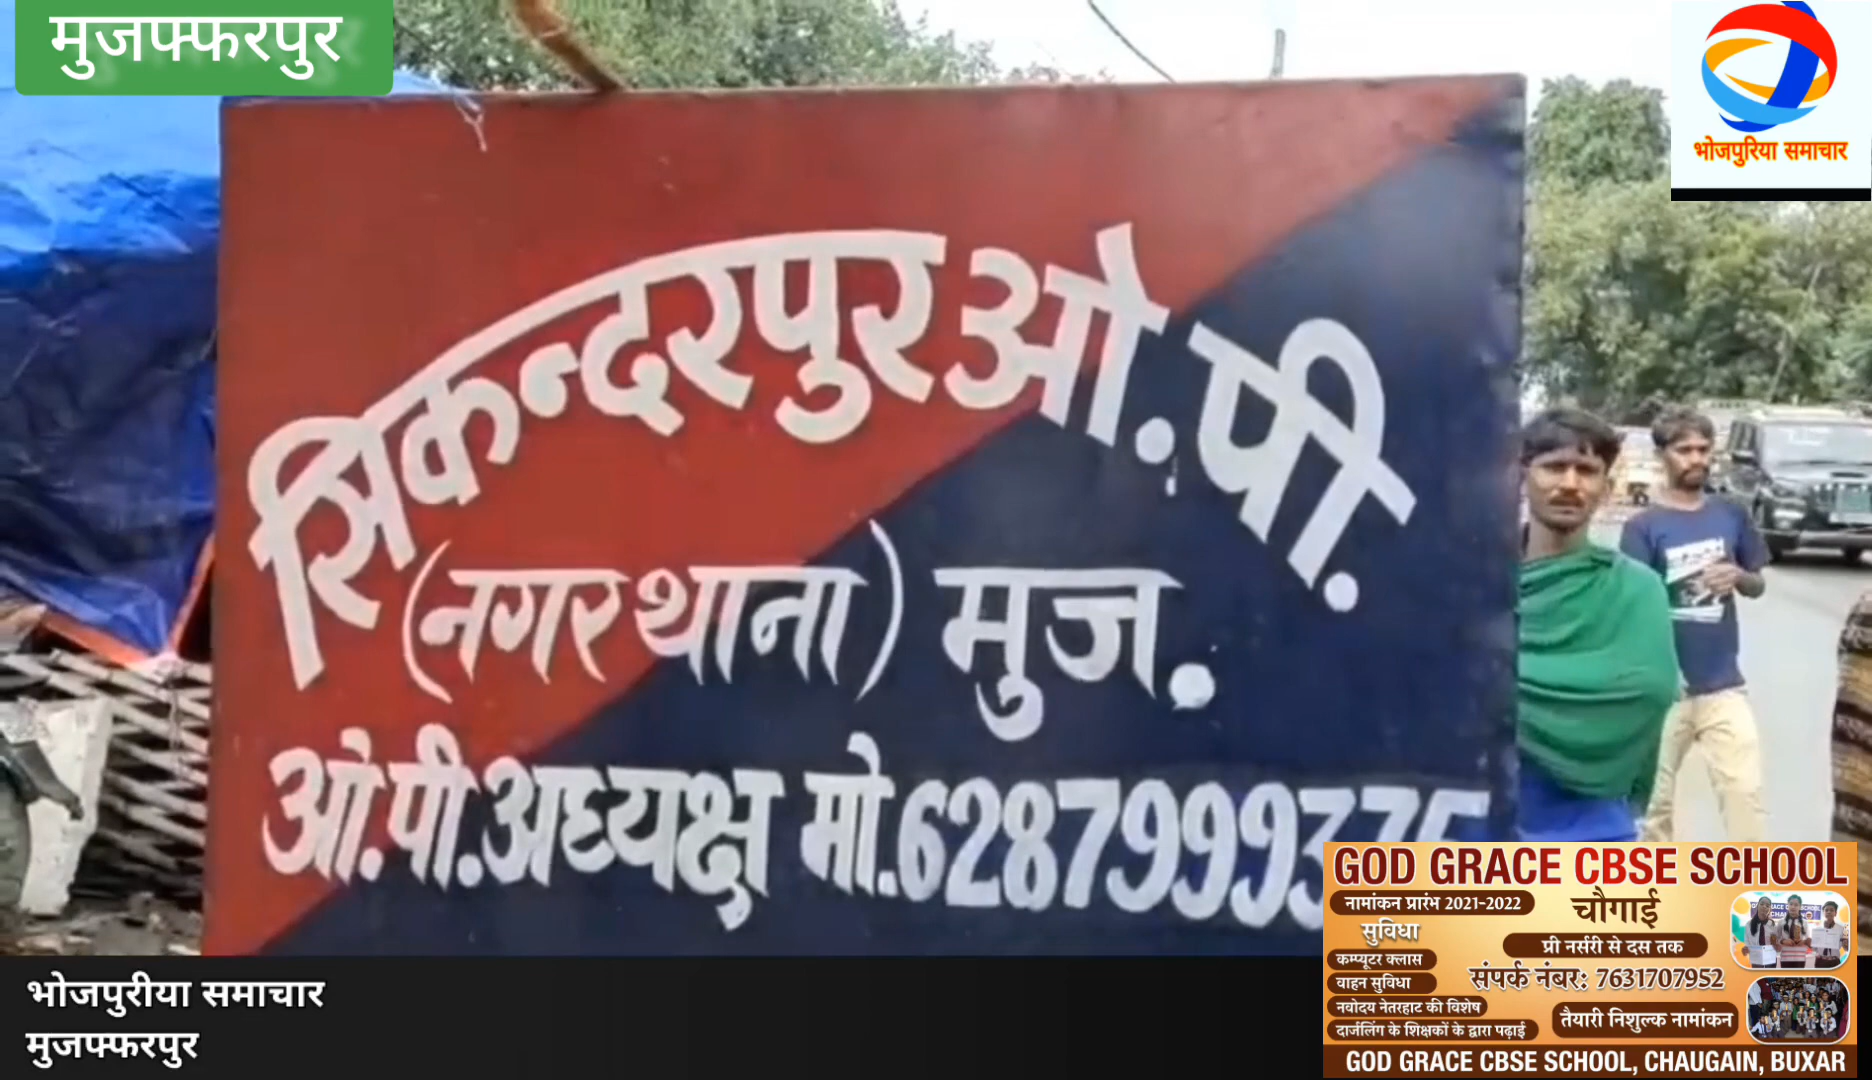 मुजफ्फरपुर
भोजपुरिया समाचार
सिकन्दरपुर ओ.पी.
(नगर थाना) मुज.
ओ.पी.अध्यक्ष मो.6287999375
GOD GRACE CBSE SCHOOL
नामांकन प्रारंभ 2021-2022
चौगाई
सुविधा
प्री नर्सरी से दस तक
कम्प्यूटर क्लास
संपर्क नंबर: 7631707952
वाहन सुविधा
नवोदय नेतरहाट की विशेष
तैयारी निशुल्क नामांकन
दार्जलिंग के शिक्षकों के द्वारा पढ़ाई
GOD GRACE CBSE SCHOOL, CHAUGAIN, BUXAR
भोजपुरीया समाचार
मुजफ्फरपुर